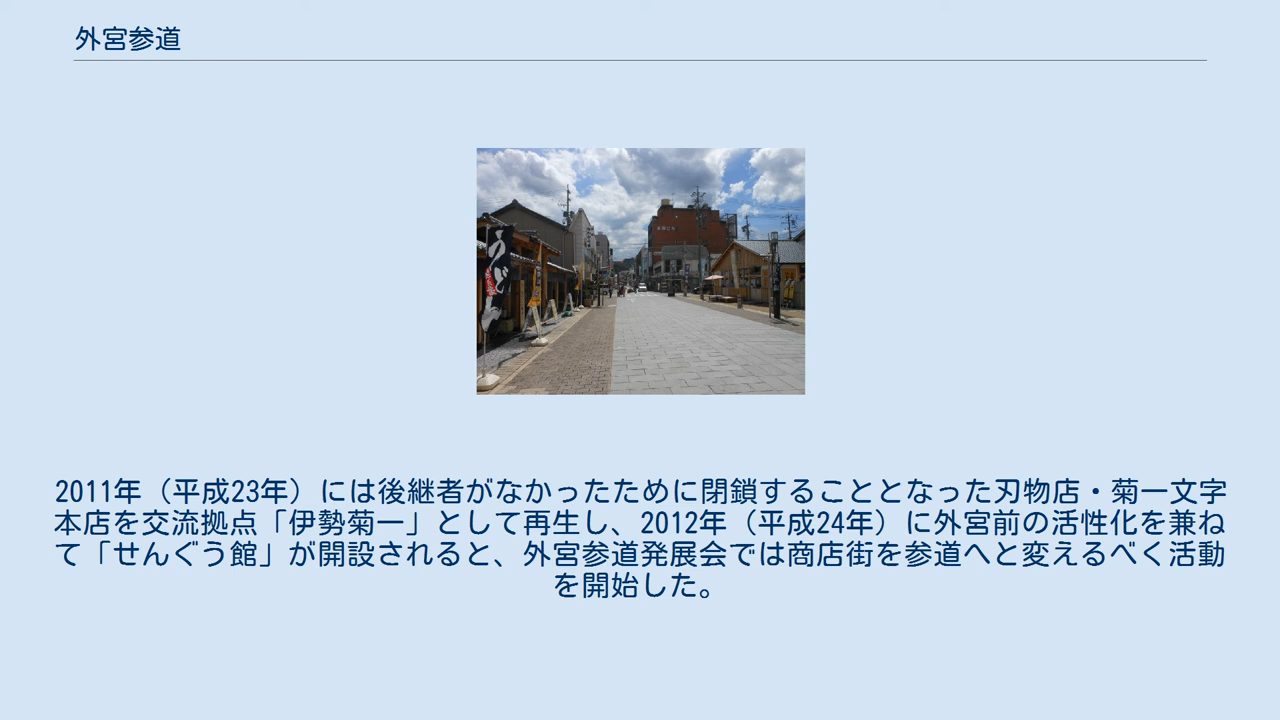 外宮参道
うどん
2011年（平成23年）には後継者がなかったために閉鎖することとなった刃物店・菊一文字
本店を交流拠点「伊勢菊一」として再生し、2012年（平成24年）に外宮前の活性化を兼ね
て「せんぐう館」が開設されると、外宮参道発展会では商店街を参道へと変えるべく活動
を開始した。